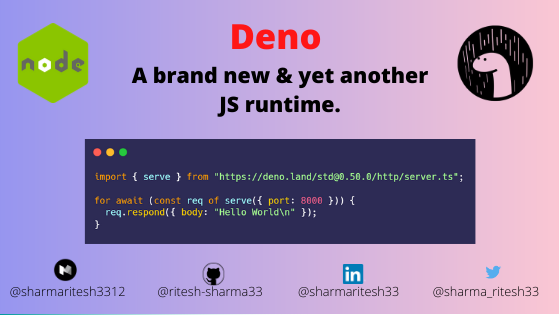 node
Deno
A brand new & yet another
JS runtime.
import { serve } from "https://deno.land/std@0.50.0/http/server.ts";
for await (const req of serve({ port: 8000 })) {
  req.respond({ body: "Hello World\n" });
}
@sharmaritesh3312
@ritesh-sharma33
@sharmaritesh33
@sharma_ritesh33